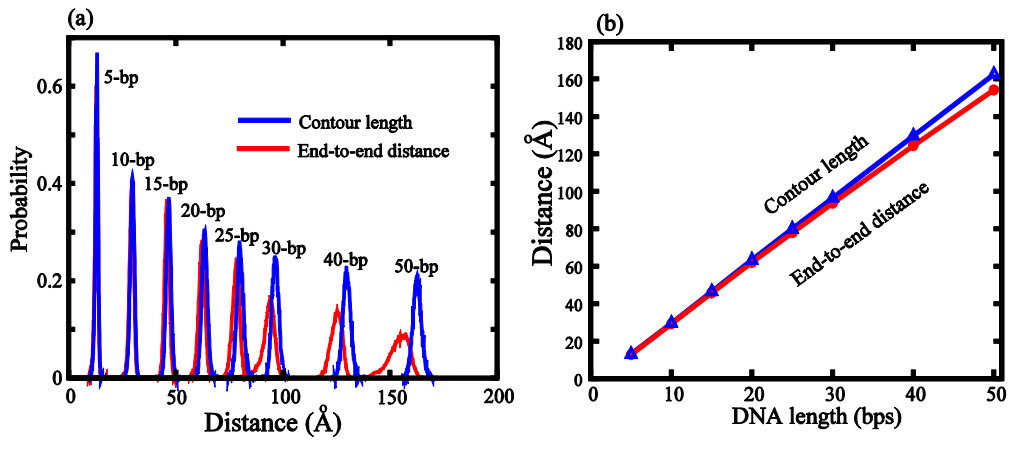 (a)
5-bp
10-bp
15-bp
20-bp
25-bp
30-bp
40-bp
50-bp
Contour length
End-to-end distance
Probability
0.6
0.4
0.2
0
0 50 100 150 200
Distance (Å)
(b)
180
160
140
120
100
80
60
40
20
0
Distance (Å)
Contour length
End-to-end distance
0 10 20 30 40 50
DNA length (bps)